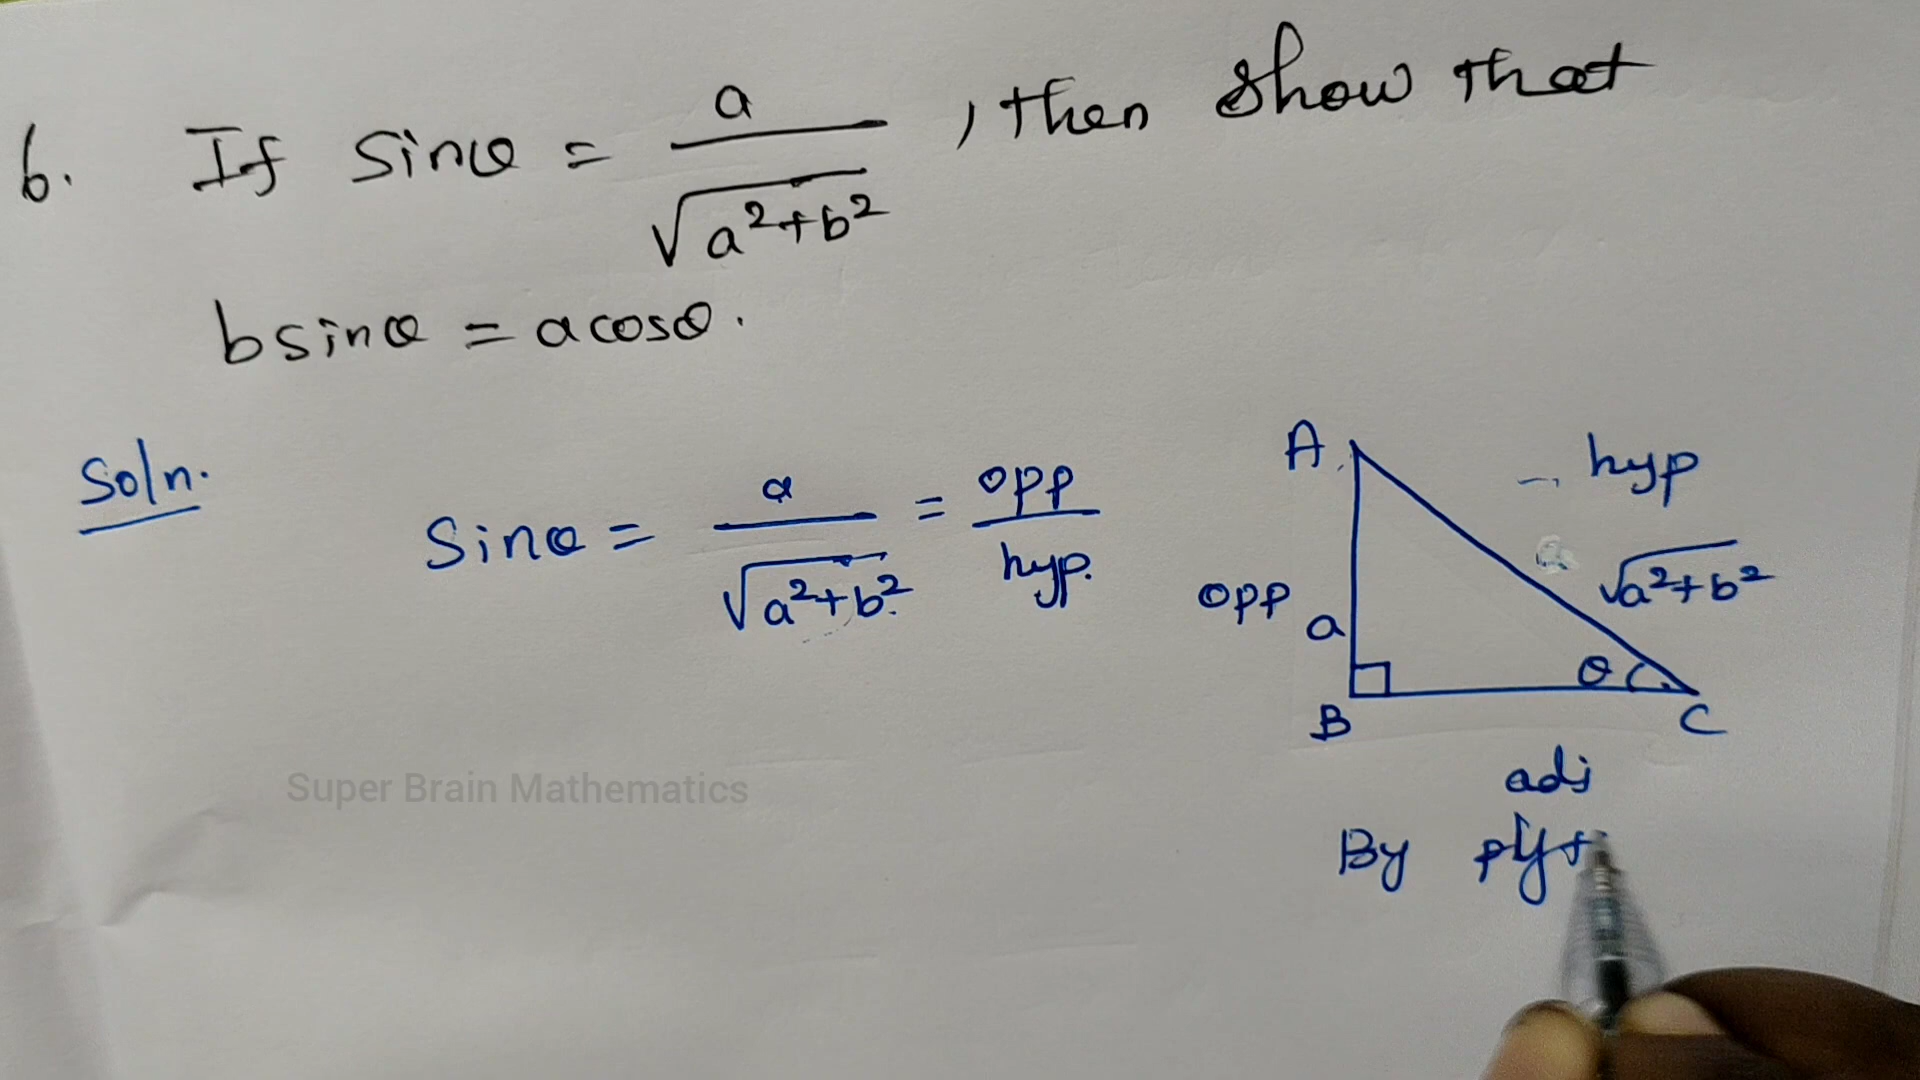 6. If sinθ = a/√a²+b², then show that
bsinθ = acosθ.
Soln.
sinθ = a/√a²+b² = opp/hyp.
A
hyp
√a²+b²
opp
a
θ
B
C
adj
By
Super Brain Mathematics